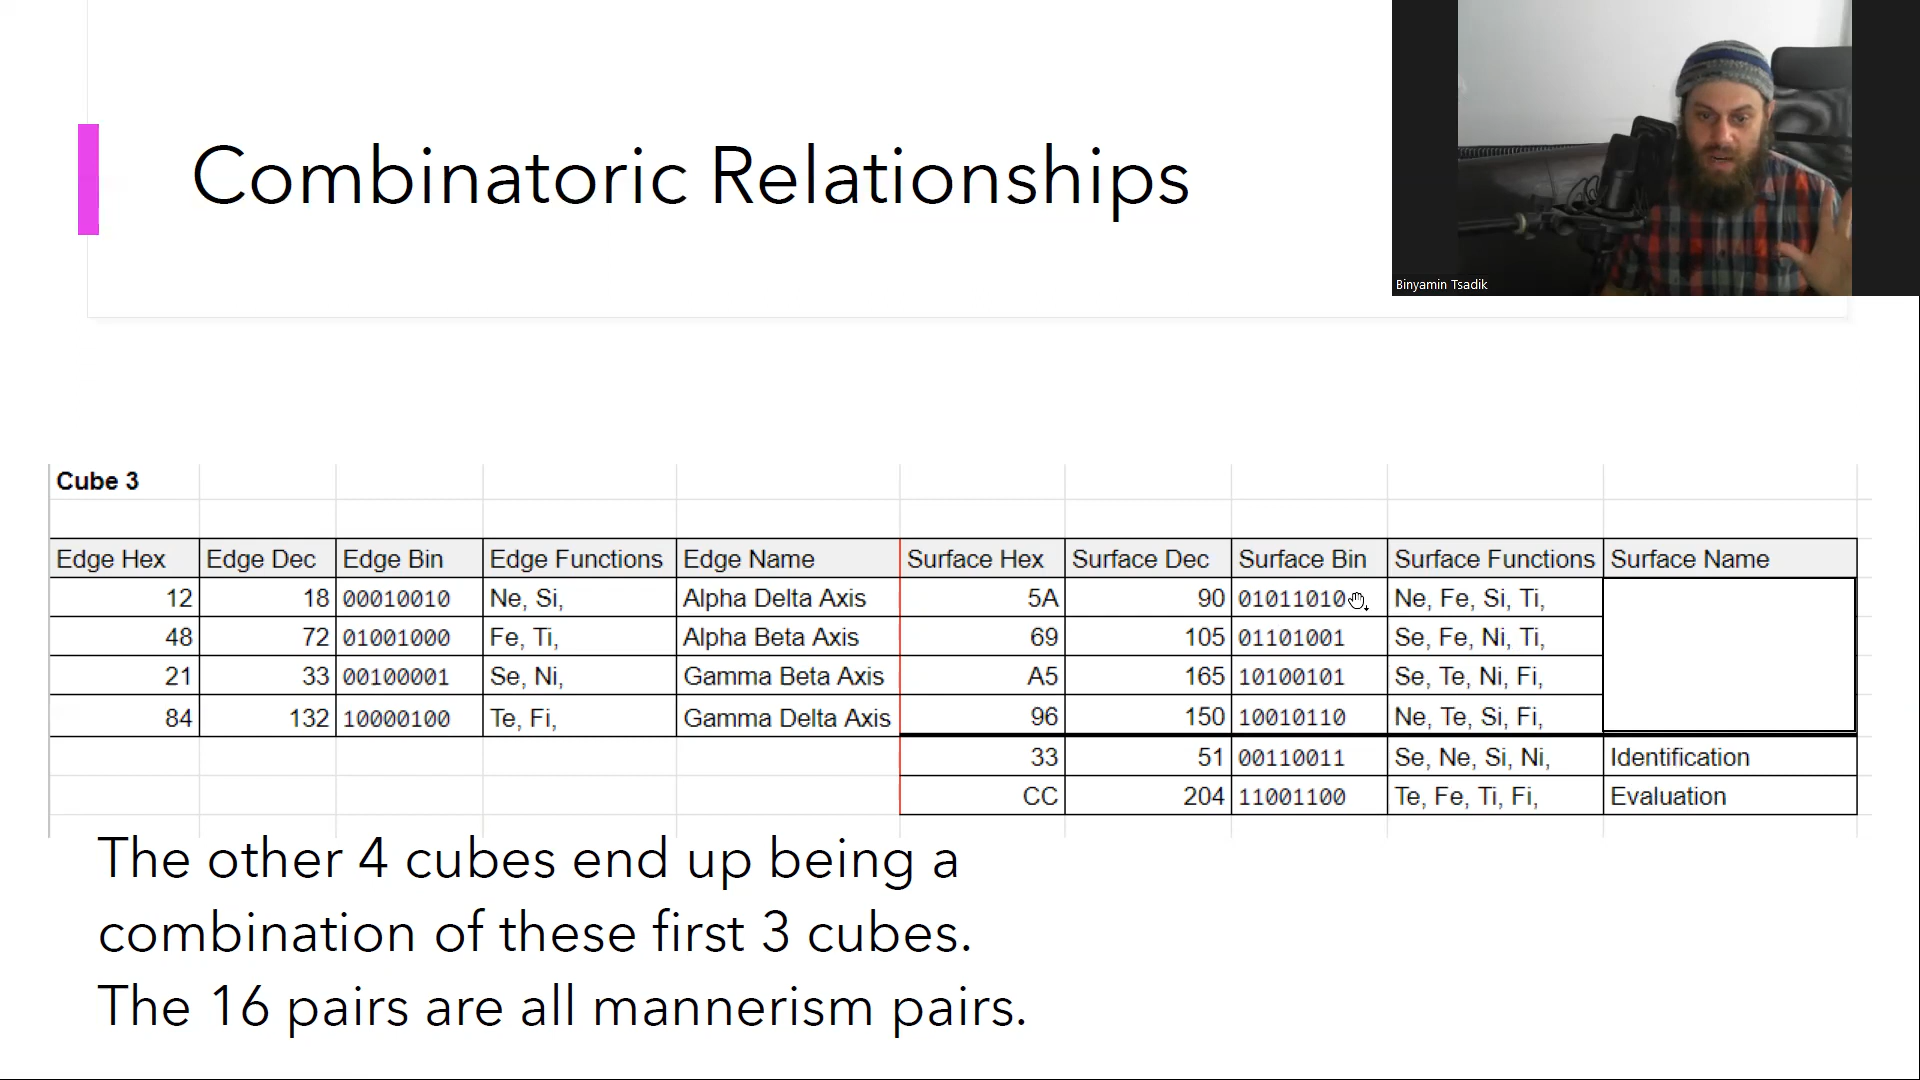 Combinatoric Relationships
Binyamin Tsadik
Cube 3
Edge Hex Edge Dec Edge Bin Edge Functions Edge Name Surface Hex Surface Dec Surface Bin Surface Functions Surface Name
12 18 00010010 Ne, Si, Alpha Delta Axis 5A 90 01011010 Ne, Fe, Si, Ti,
48 72 01001000 Fe, Ti, Alpha Beta Axis 69 105 01101001 Se, Fe, Ni, Ti,
21 33 00100001 Se, Ni, Gamma Beta Axis A5 165 10100101 Se, Te, Ni, Fi,
84 132 10000100 Te, Fi, Gamma Delta Axis 96 150 10010110 Ne, Te, Si, Fi,
33 51 00110011 Se, Ne, Si, Ni, Identification
CC 204 11001100 Te, Fe, Ti, Fi, Evaluation
The other 4 cubes end up being a
combination of these first 3 cubes.
The 16 pairs are all mannerism pairs.